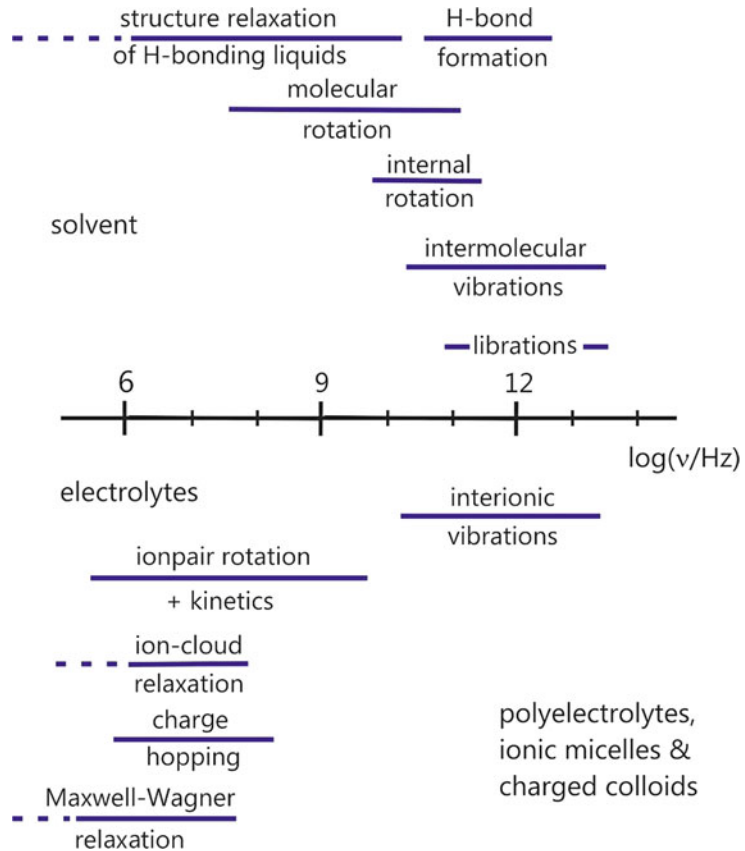 structure relaxation
of H-bonding liquids
H-bond
formation
molecular
rotation
internal
rotation
solvent
intermolecular
vibrations
librations
6 9 12
log(ν/Hz)
electrolytes
interionic
vibrations
ionpair rotation
+ kinetics
ion-cloud
relaxation
charge
hopping
polyelectrolytes,
ionic micelles &
charged colloids
Maxwell-Wagner
relaxation